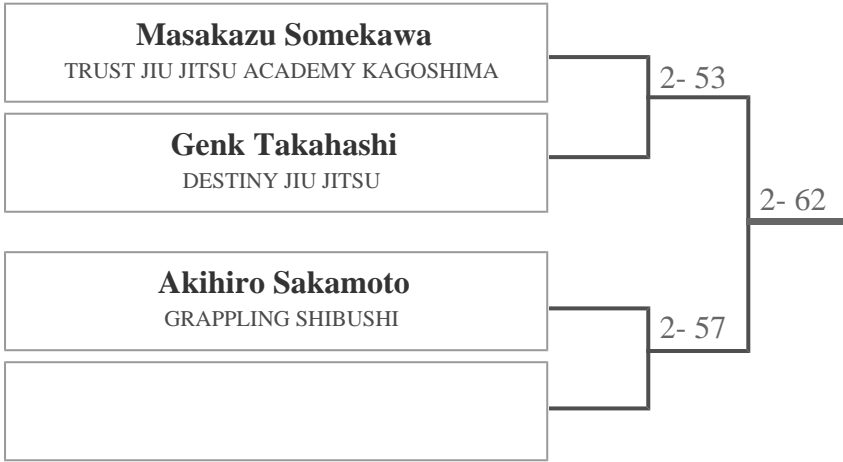 Masakazu Somekawa
TRUST JIU JITSU ACADEMY KAGOSHIMA
2- 53
Genk Takahashi
DESTINY JIU JITSU
2- 62
Akihiro Sakamoto
GRAPPLING SHIBUSHI
2- 57